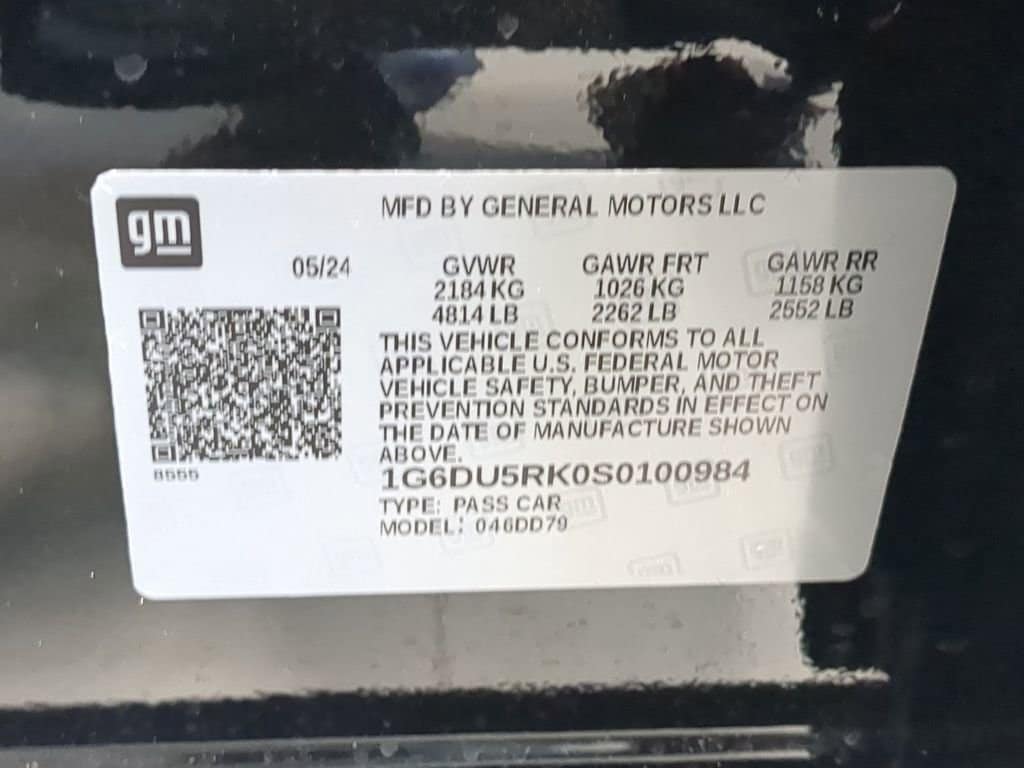 gm
MFD BY GENERAL MOTORS LLC
05/24 GVWR GAWR FRT GAWR RR
2184 KG 1026 KG 1158 KG
4814 LB 2262 LB 2552 LB
THIS VEHICLE CONFORMS TO ALL
APPLICABLE U.S. FEDERAL MOTOR
VEHICLE SAFETY, BUMPER, AND THEFT
PREVENTION STANDARDS IN EFFECT ON
THE DATE OF MANUFACTURE SHOWN
ABOVE.
8555
1G6DU5RK0S0100984
TYPE: PASS CAR
MODEL: 046DD79